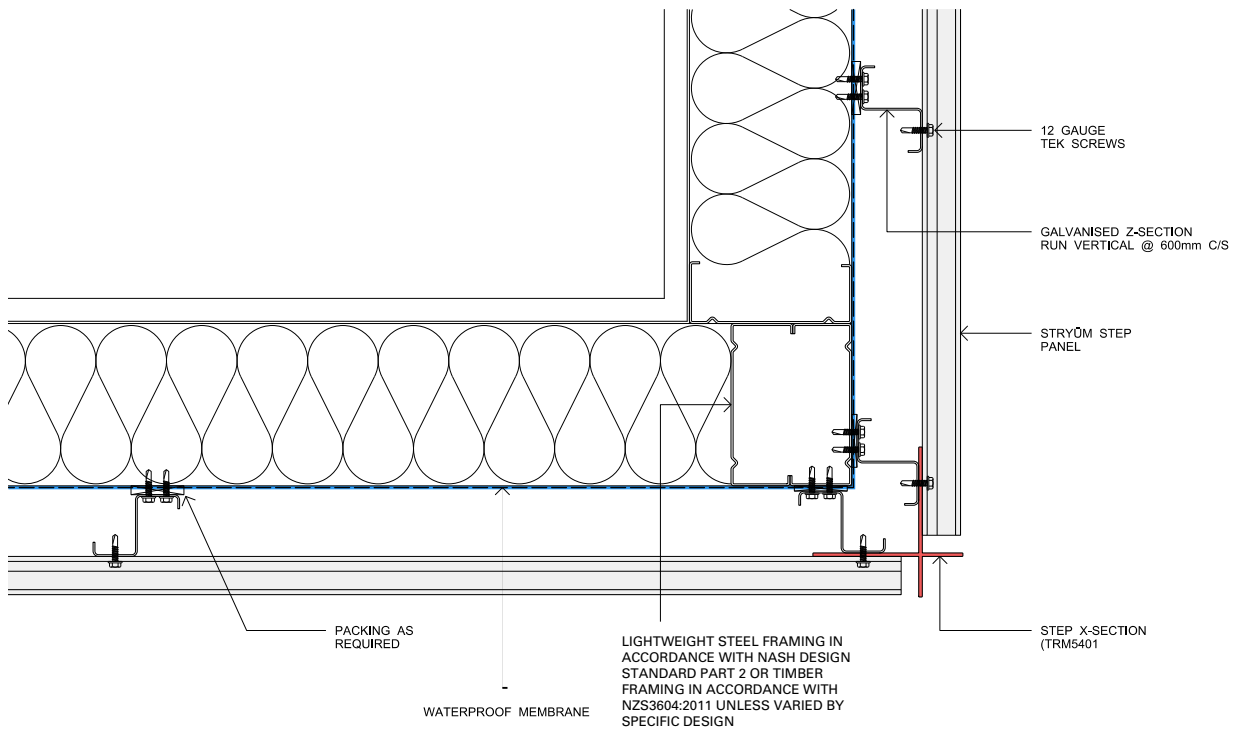 12 GAUGE
TEK SCREWS
GALVANISED Z-SECTION
RUN VERTICAL @ 600mm C/S
STRYŪM STEP
PANEL
STEP X-SECTION
(TRM5401
PACKING AS
REQUIRED
LIGHTWEIGHT STEEL FRAMING IN
ACCORDANCE WITH NASH DESIGN
STANDARD PART 2 OR TIMBER
FRAMING IN ACCORDANCE WITH
NZS3604:2011 UNLESS VARIED BY
SPECIFIC DESIGN
WATERPROOF MEMBRANE